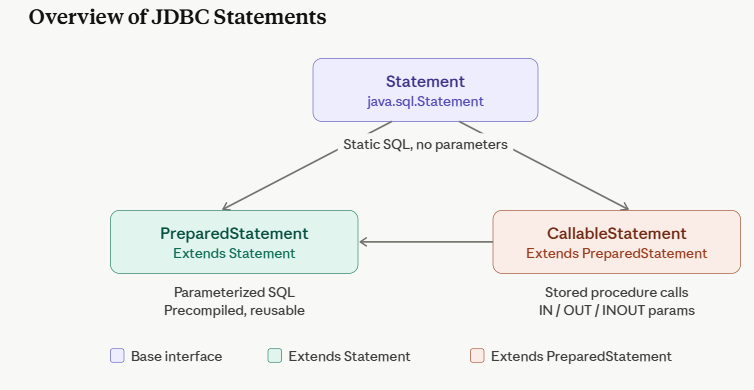 Overview of JDBC Statements
Statement
java.sql.Statement
Static SQL, no parameters
PreparedStatement
Extends Statement
CallableStatement
Extends PreparedStatement
Parameterized SQL
Precompiled, reusable
Stored procedure calls
IN / OUT / INOUT params
Base interface
Extends Statement
Extends PreparedStatement